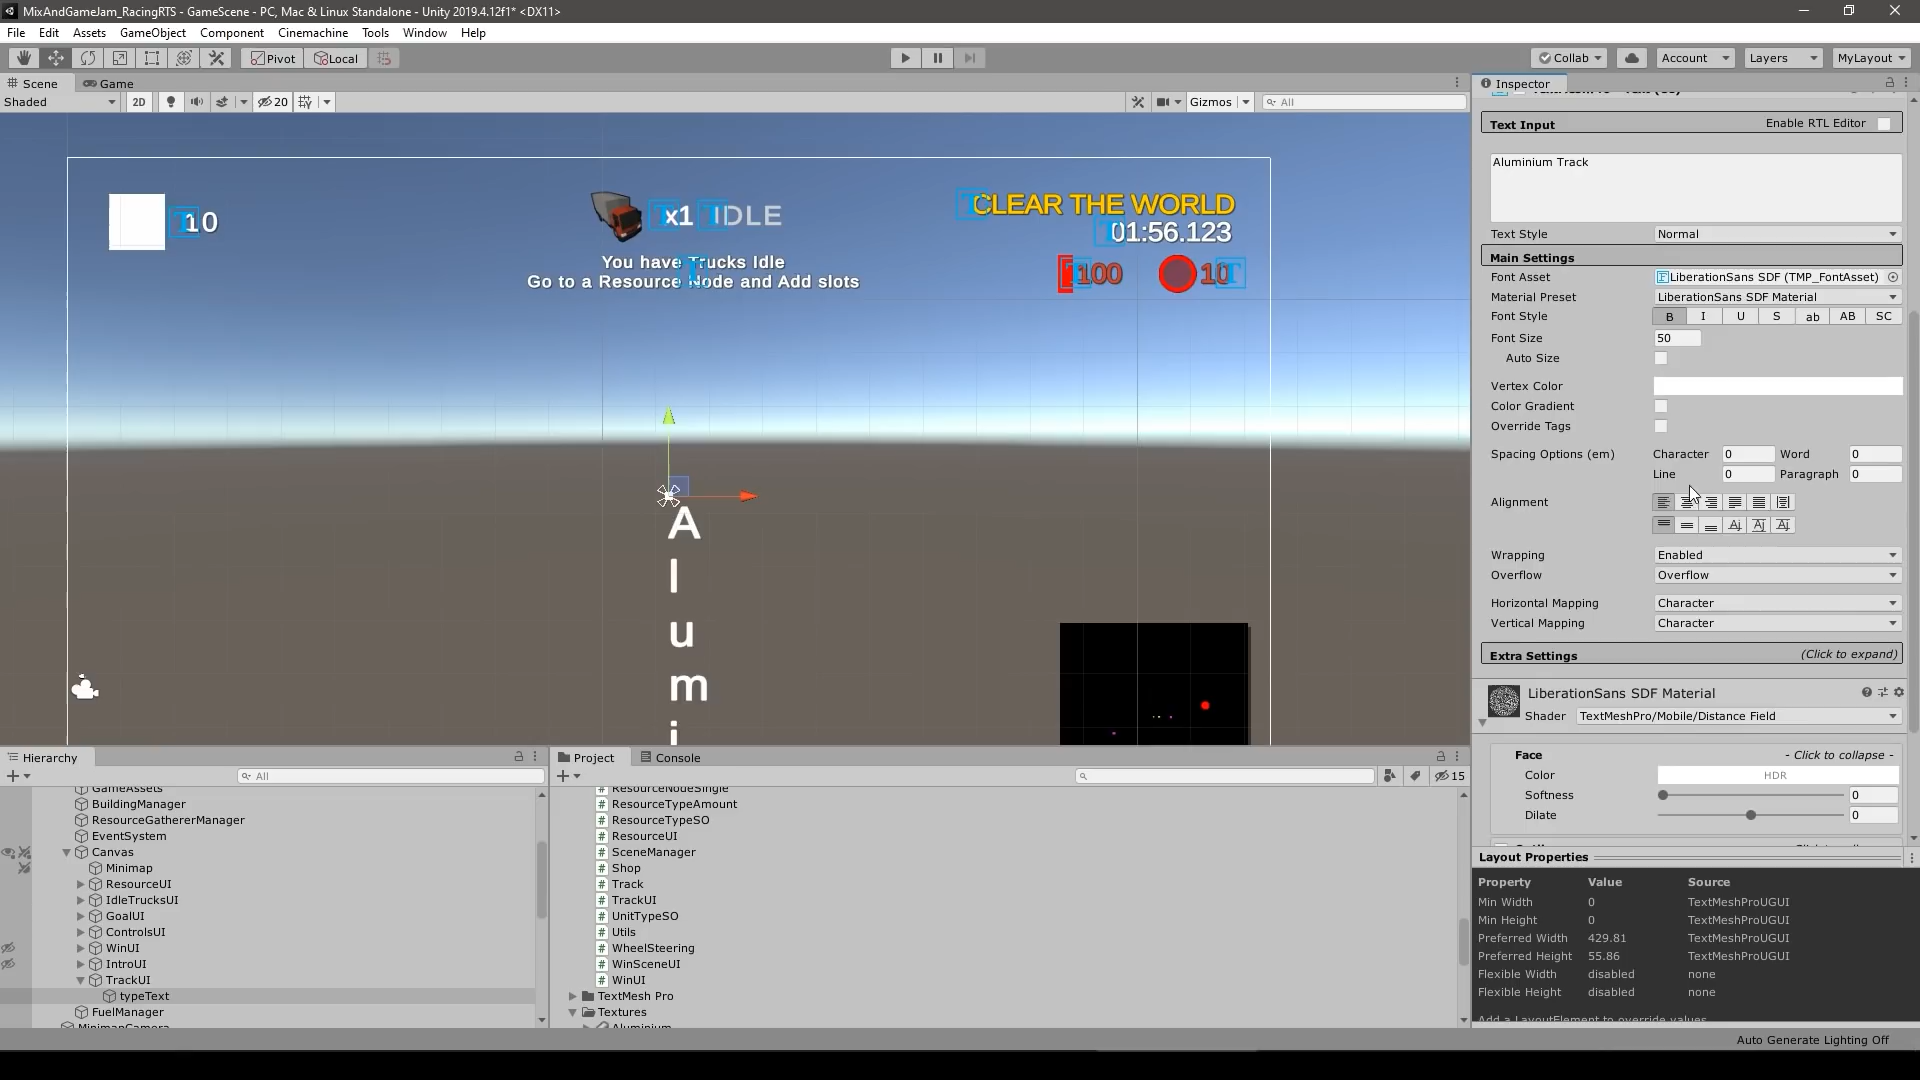 MixAndGameJam_RacingRTS - GameScene - PC, Mac & Linux Standalone - Unity 2019.4.12f1* <DX11>
File Edit Assets GameObject Component Cinemachine Tools Window Help
Pivot Local Collab Account Layers MyLayout
Scene Game
Shaded 2D 20 Gizmos All
10
x1 IDLE
You have Trucks Idle
Go to a Resource Node and Add slots
CLEAR THE WORLD
01:56.123
100 10
A
l
u
m
i
Inspector
Text Input Enable RTL Editor
Aluminium Track
Text Style Normal
Main Settings
Font Asset LiberationSans SDF (TMP_FontAsset)
Material Preset LiberationSans SDF Material
Font Style B I U S ab AB SC
Font Size 50
Auto Size
Vertex Color
Color Gradient
Override Tags
Spacing Options (em) Character 0 Word 0
Line 0 Paragraph 0
Alignment
Wrapping Enabled
Overflow Overflow
Horizontal Mapping Character
Vertical Mapping Character
Extra Settings (Click to expand)
LiberationSans SDF Material
Shader TextMeshPro/Mobile/Distance Field
Face - Click to collapse -
Color HDR
Softness 0
Dilate 0
Layout Properties
Property Value Source
Min Width 0 TextMeshProUGUI
Min Height 0 TextMeshProUGUI
Preferred Width 429.81 TextMeshProUGUI
Preferred Height 55.86 TextMeshProUGUI
Flexible Width disabled none
Flexible Height disabled none
Add a LayoutElement to override values
Hierarchy
All
GameAssets
BuildingManager
ResourceGathererManager
EventSystem
Canvas
Minimap
ResourceUI
IdleTrucksUI
GoalUI
ControlsUI
WinUI
IntroUI
TrackUI
typeText
FuelManager
MinimapCamera
Project Console
15
ResourceNodeSingle
ResourceTypeAmount
ResourceTypeSO
ResourceUI
SceneManager
Shop
Track
TrackUI
UnitTypeSO
Utils
WheelSteering
WinSceneUI
WinUI
TextMesh Pro
Textures
Aluminium
Auto Generate Lighting Off